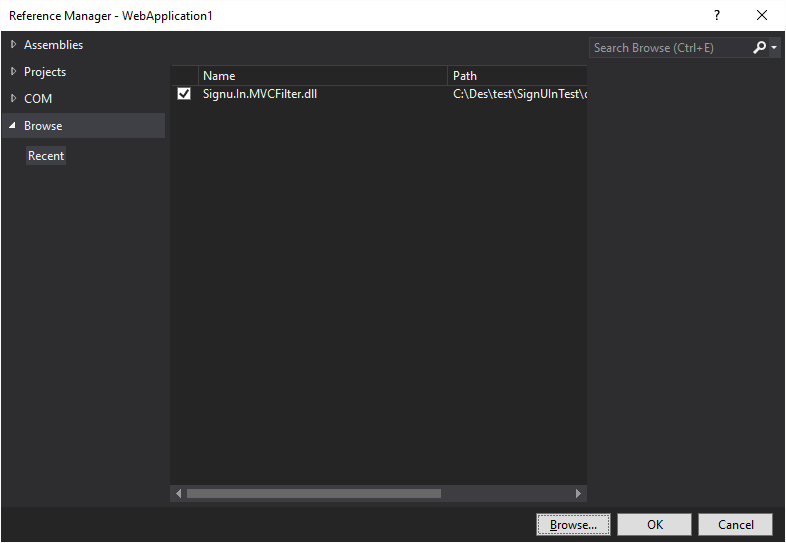 Reference Manager - WebApplication1
?
Assemblies
Projects
COM
Browse
Recent
Search Browse (Ctrl+E)
Name Path
Signu.In.MVCFilter.dll C:\Des\test\SignUInTest\
Browse... OK Cancel